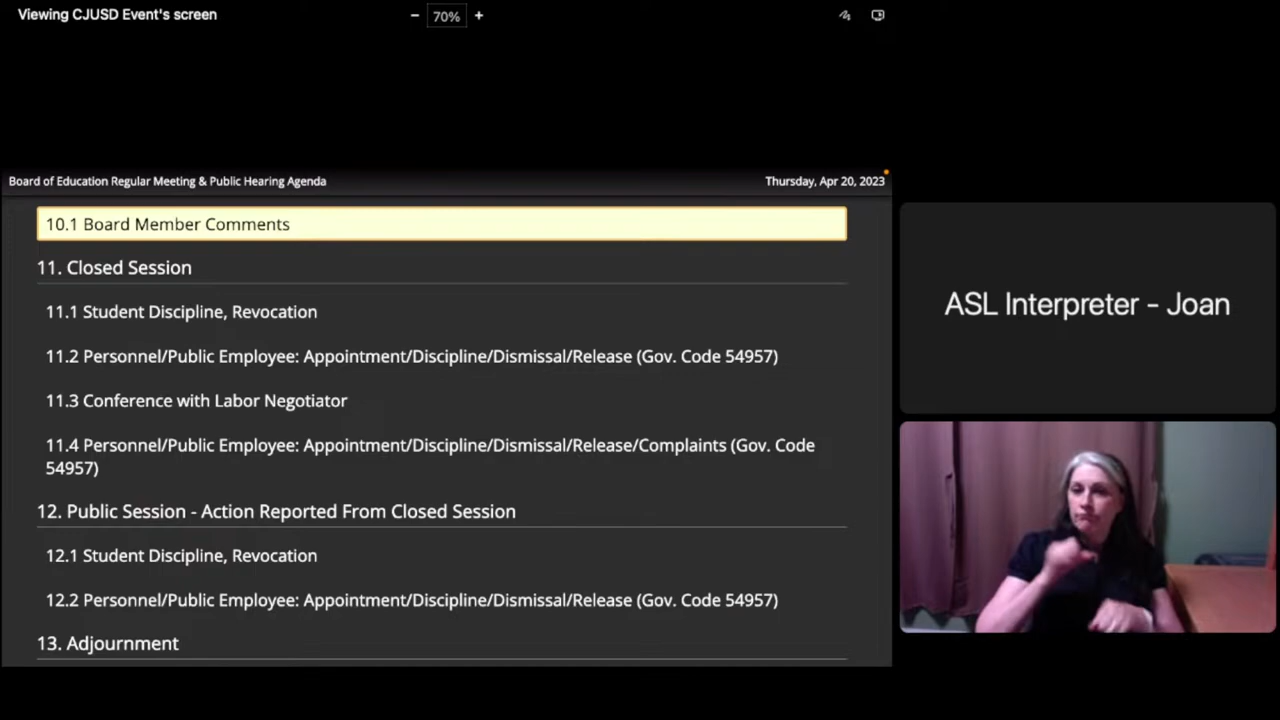 Viewing CJUSD Event's screen
− 70% +
Board of Education Regular Meeting & Public Hearing Agenda
Thursday, Apr 20, 2023
10.1 Board Member Comments
11. Closed Session
11.1 Student Discipline, Revocation
11.2 Personnel/Public Employee: Appointment/Discipline/Dismissal/Release (Gov. Code 54957)
11.3 Conference with Labor Negotiator
11.4 Personnel/Public Employee: Appointment/Discipline/Dismissal/Release/Complaints (Gov. Code
54957)
12. Public Session - Action Reported From Closed Session
12.1 Student Discipline, Revocation
12.2 Personnel/Public Employee: Appointment/Discipline/Dismissal/Release (Gov. Code 54957)
13. Adjournment
ASL Interpreter - Joan